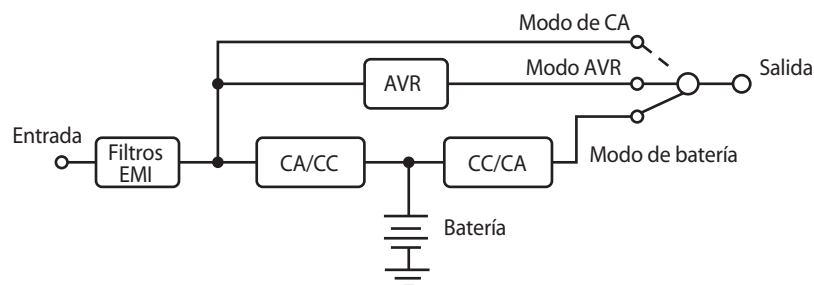 Modo de CA
AVR
Modo AVR
Salida
Entrada
Filtros
EMI
CA/CC
CC/CA
Modo de batería
Batería